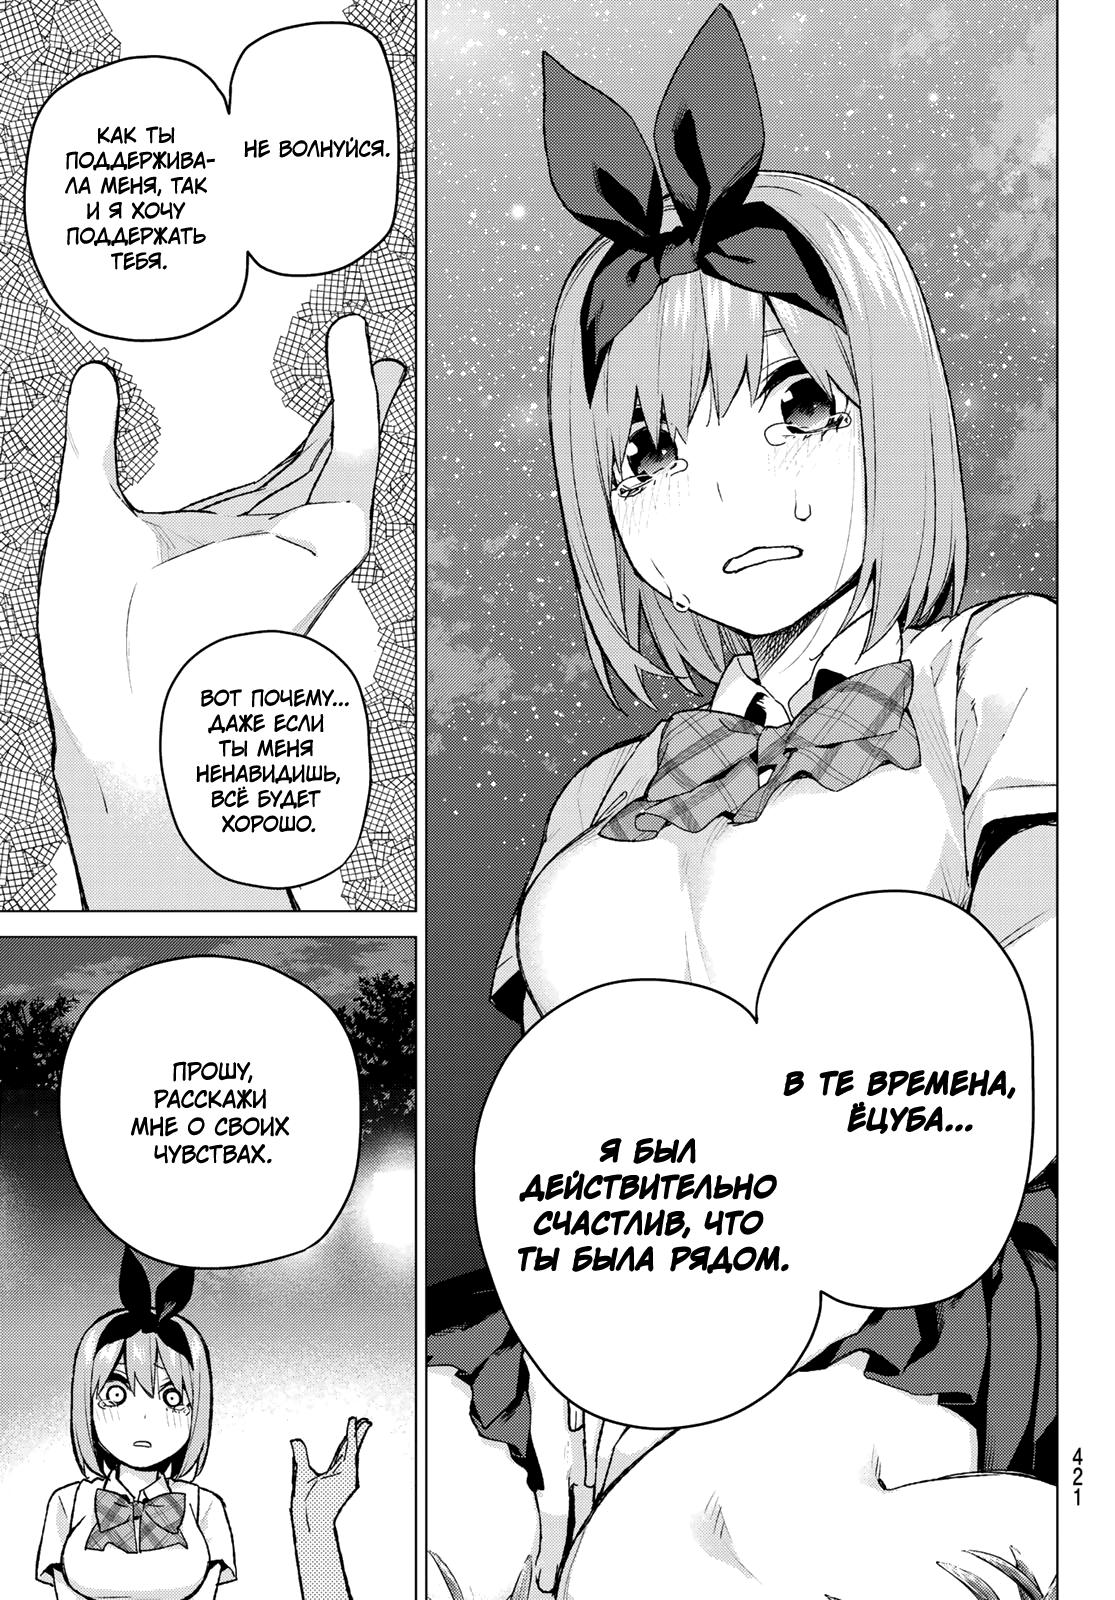 В ТЕ ВРЕМЕНА,
ЁЦУБА...
Я БЫЛ
ДЕЙСТВИТЕЛЬНО
СЧАСТЛИВ, ЧТО
ТЫ БЫЛА РЯДОМ.
НЕ ВОЛНУЙСЯ.
КАК ТЫ
ПОДДЕРЖИВА-
ЛА МЕНЯ, ТАК
И Я ХОЧУ
ПОДДЕРЖАТЬ
ТЕБЯ.
ВОТ ПОЧЕМУ...
ДАЖЕ ЕСЛИ
ТЫ МЕНЯ
НЕНАВИДИШЬ,
ВСЁ БУДЕТ
ХОРОШО.
ПРОШУ,
РАССКАЖИ
МНЕ О СВОИХ
ЧУВСТВАХ.
421